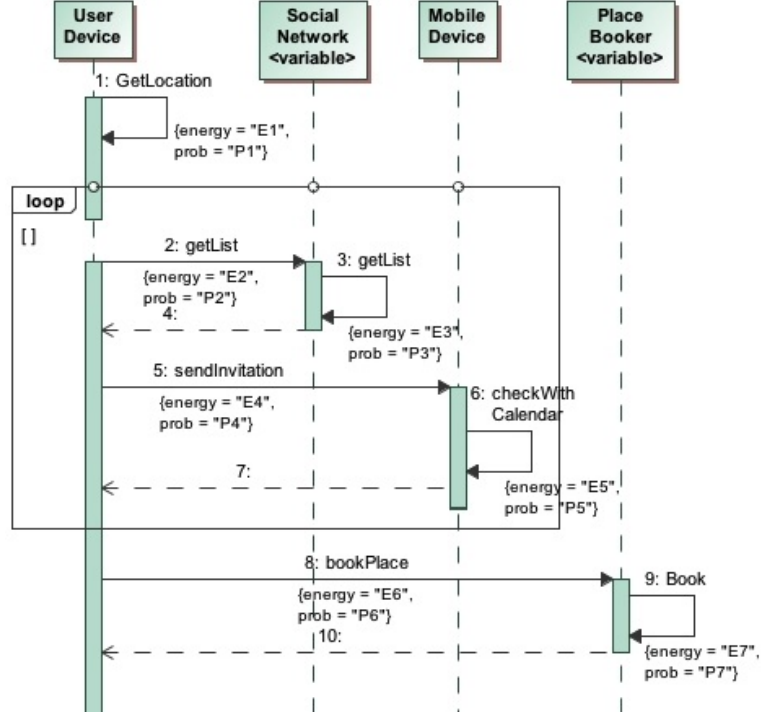 User
Device
Social
Network
<variable>
Mobile
Device
Place
Booker
<variable>
1: GetLocation
{energy = "E1",
prob = "P1"}
loop
[ ]
2: getList
{energy = "E2",
prob = "P2"}
3: getList
{energy = "E3",
prob = "P3"}
4:
5: sendInvitation
{energy = "E4",
prob = "P4"}
6: checkWith
Calendar
{energy = "E5",
prob = "P5"}
7:
8: bookPlace
{energy = "E6",
prob = "P6"}
9: Book
{energy = "E7",
prob = "P7"}
10: